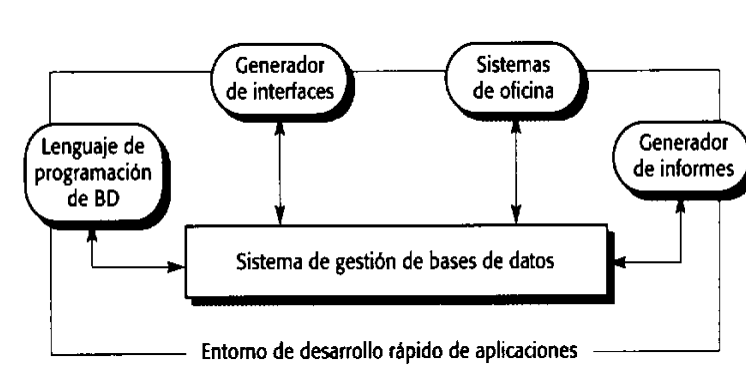 Generador
de interfaces
Sistemas
de oficina
Lenguaje de
programación
de BD
Generador
de informes
Sistema de gestión de bases de datos
Entorno de desarrollo rápido de aplicaciones